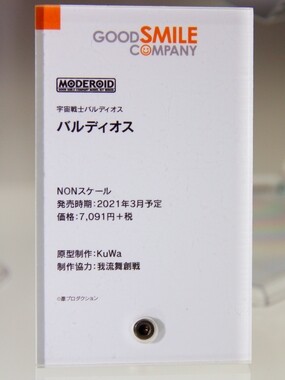 GOOD SMILE
COMPANY
MODEROID
宇宙戦士バルディオス
バルディオス
NONスケール
発売時期：2021年3月予定
価格：7,091円＋税
原型制作：KuWa
制作協力：我流舞創戦
©葦プロダクション